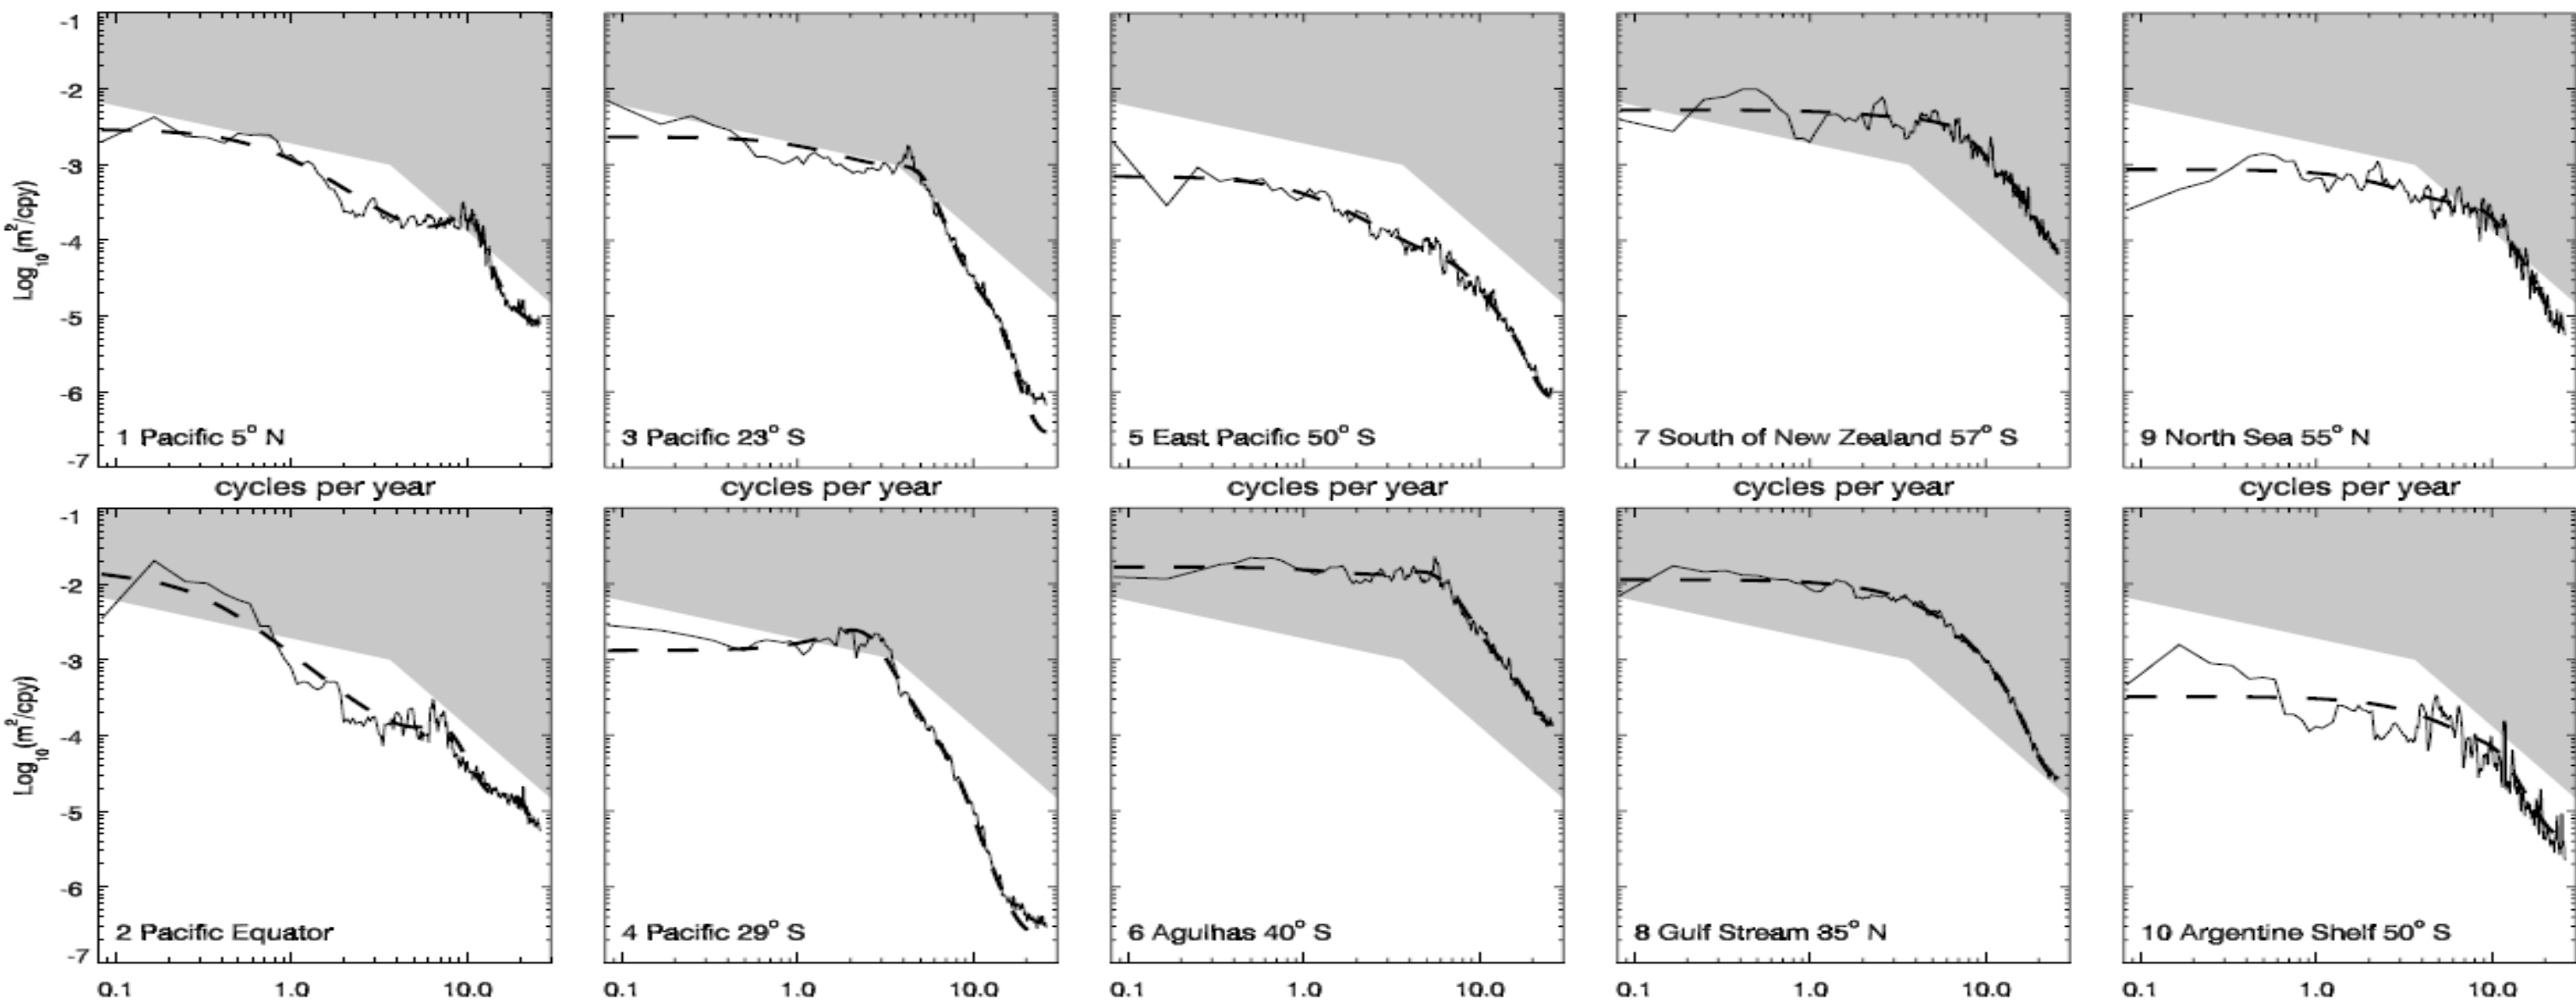 -1
-2
-3
-4
-5
-6
-7
Log10(m2/cpy)
1 Pacific 5° N
3 Pacific 23° S
5 East Pacific 50° S
7 South of New Zealand 57° S
9 North Sea 55° N
0.1 1.0 10.0
cycles per year
cycles per year
cycles per year
cycles per year
cycles per year
-1
-2
-3
-4
-5
-6
-7
Log10(m2/cpy)
2 Pacific Equator
4 Pacific 29° S
6 Agulhas 40° S
8 Gulf Stream 35° N
10 Argentine Shelf 50° S
0.1 1.0 10.0
0.1 1.0 10.0
0.1 1.0 10.0
0.1 1.0 10.0